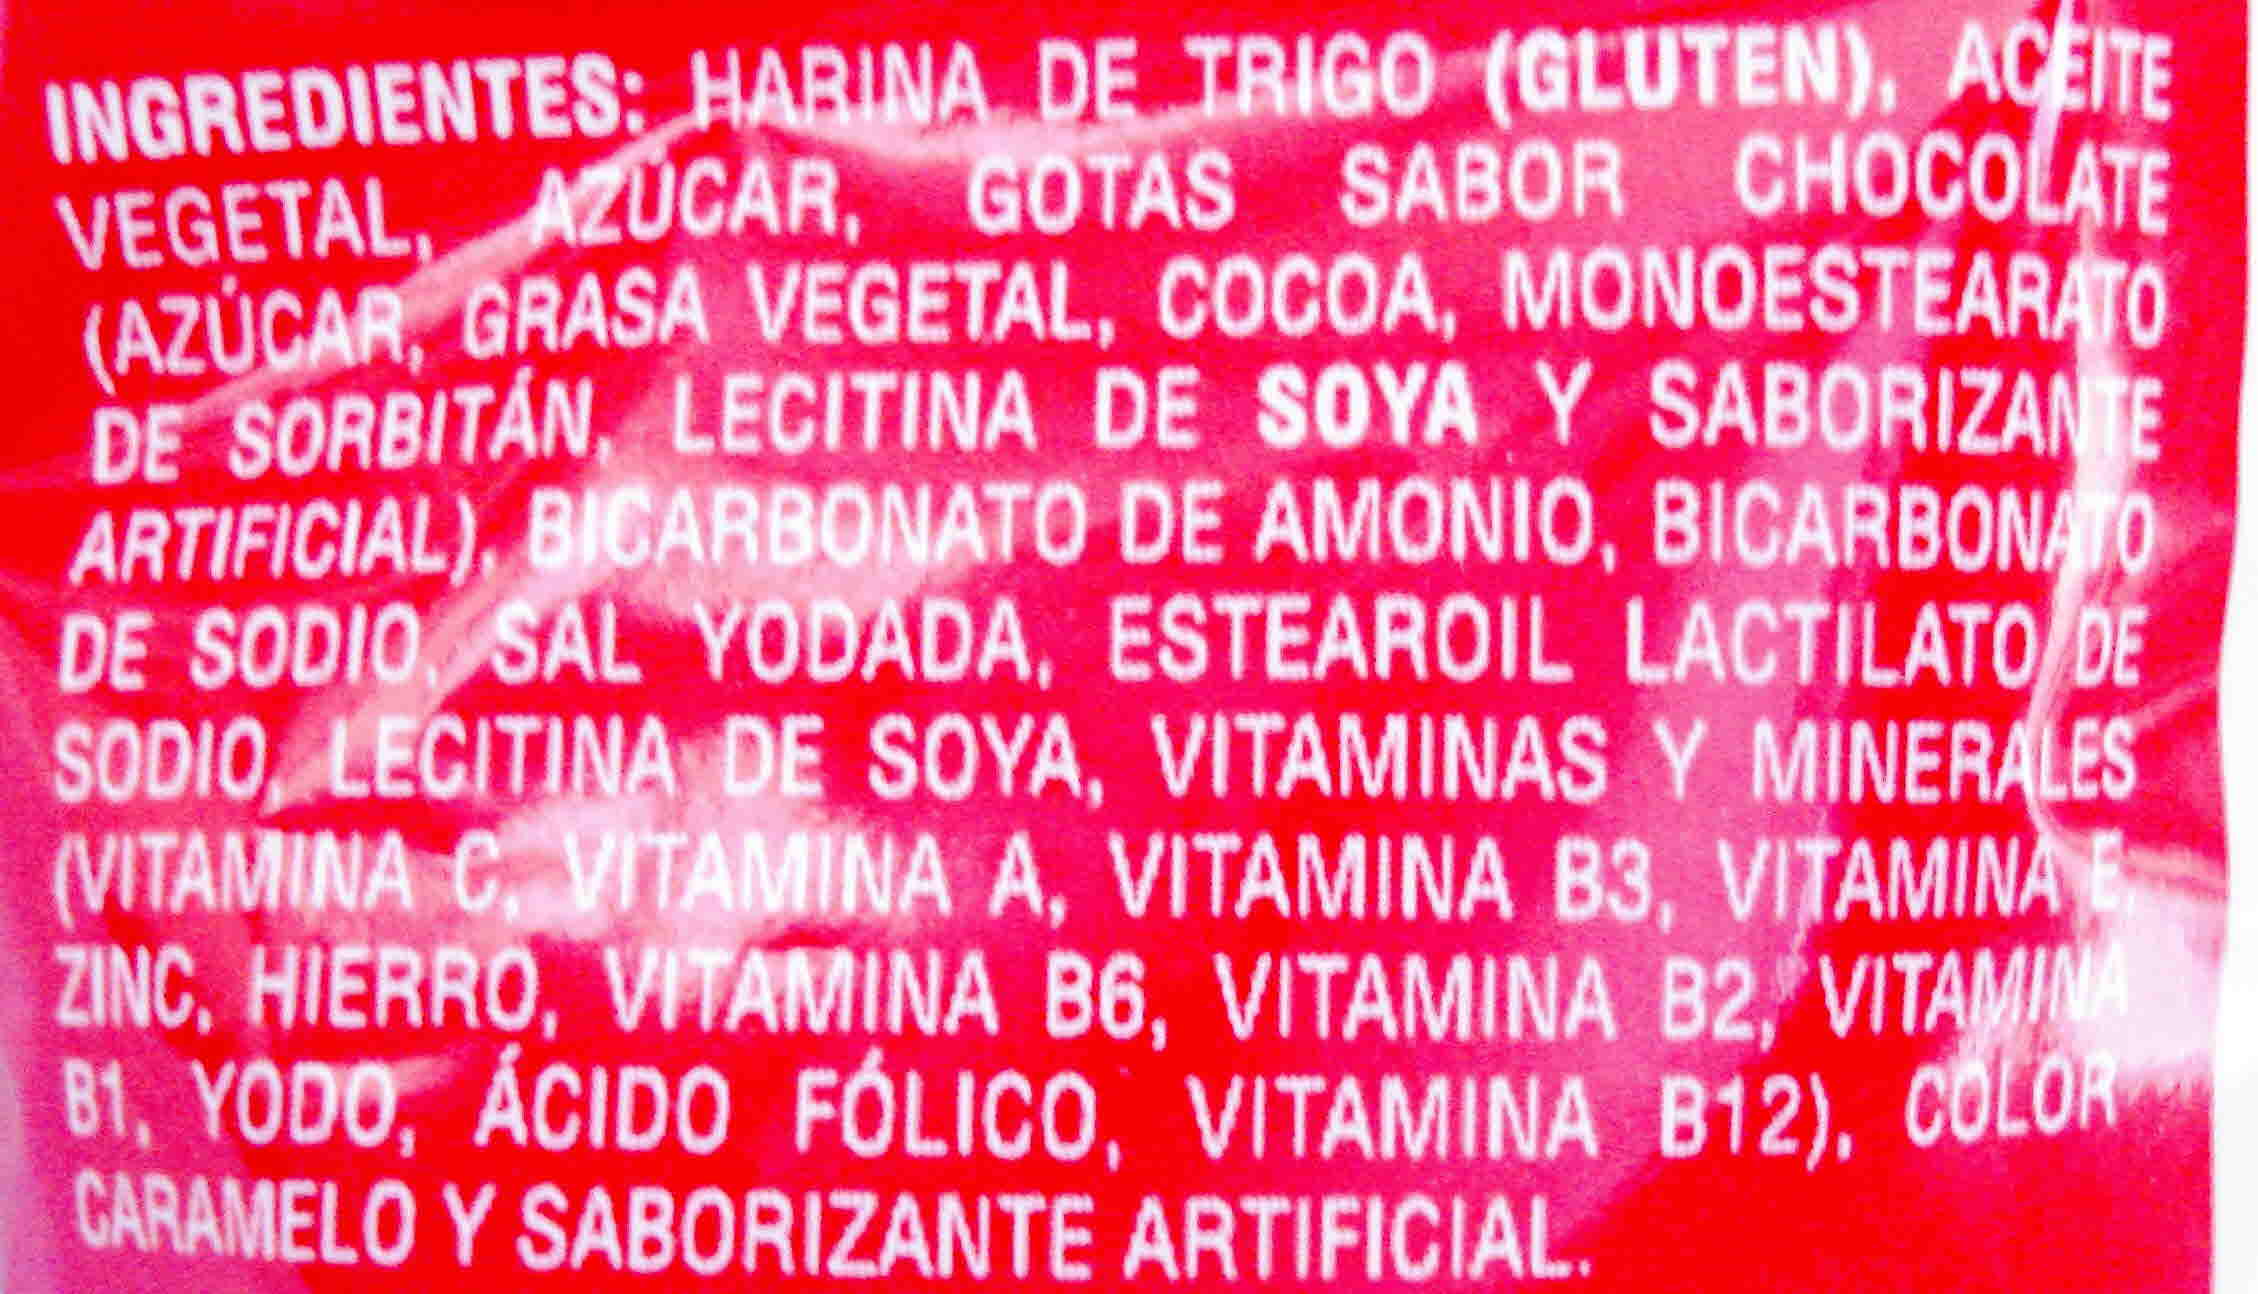 INGREDIENTES: HARINA DE TRIGO (GLUTEN), ACEITE
VEGETAL, AZÚCAR, GOTAS SABOR CHOCOLATE
(AZÚCAR, GRASA VEGETAL, COCOA, MONOESTEARATO
DE SORBITÁN, LECITINA DE SOYA Y SABORIZANTE
ARTIFICIAL), BICARBONATO DE AMONIO, BICARBONATO
DE SODIO, SAL YODADA, ESTEAROIL LACTILATO DE
SODIO, LECITINA DE SOYA, VITAMINAS Y MINERALES
(VITAMINA C, VITAMINA A, VITAMINA B3, VITAMINA E,
ZINC, HIERRO, VITAMINA B6, VITAMINA B2, VITAMINA
B1, YODO, ÁCIDO FÓLICO, VITAMINA B12), COLOR
CARAMELO Y SABORIZANTE ARTIFICIAL.